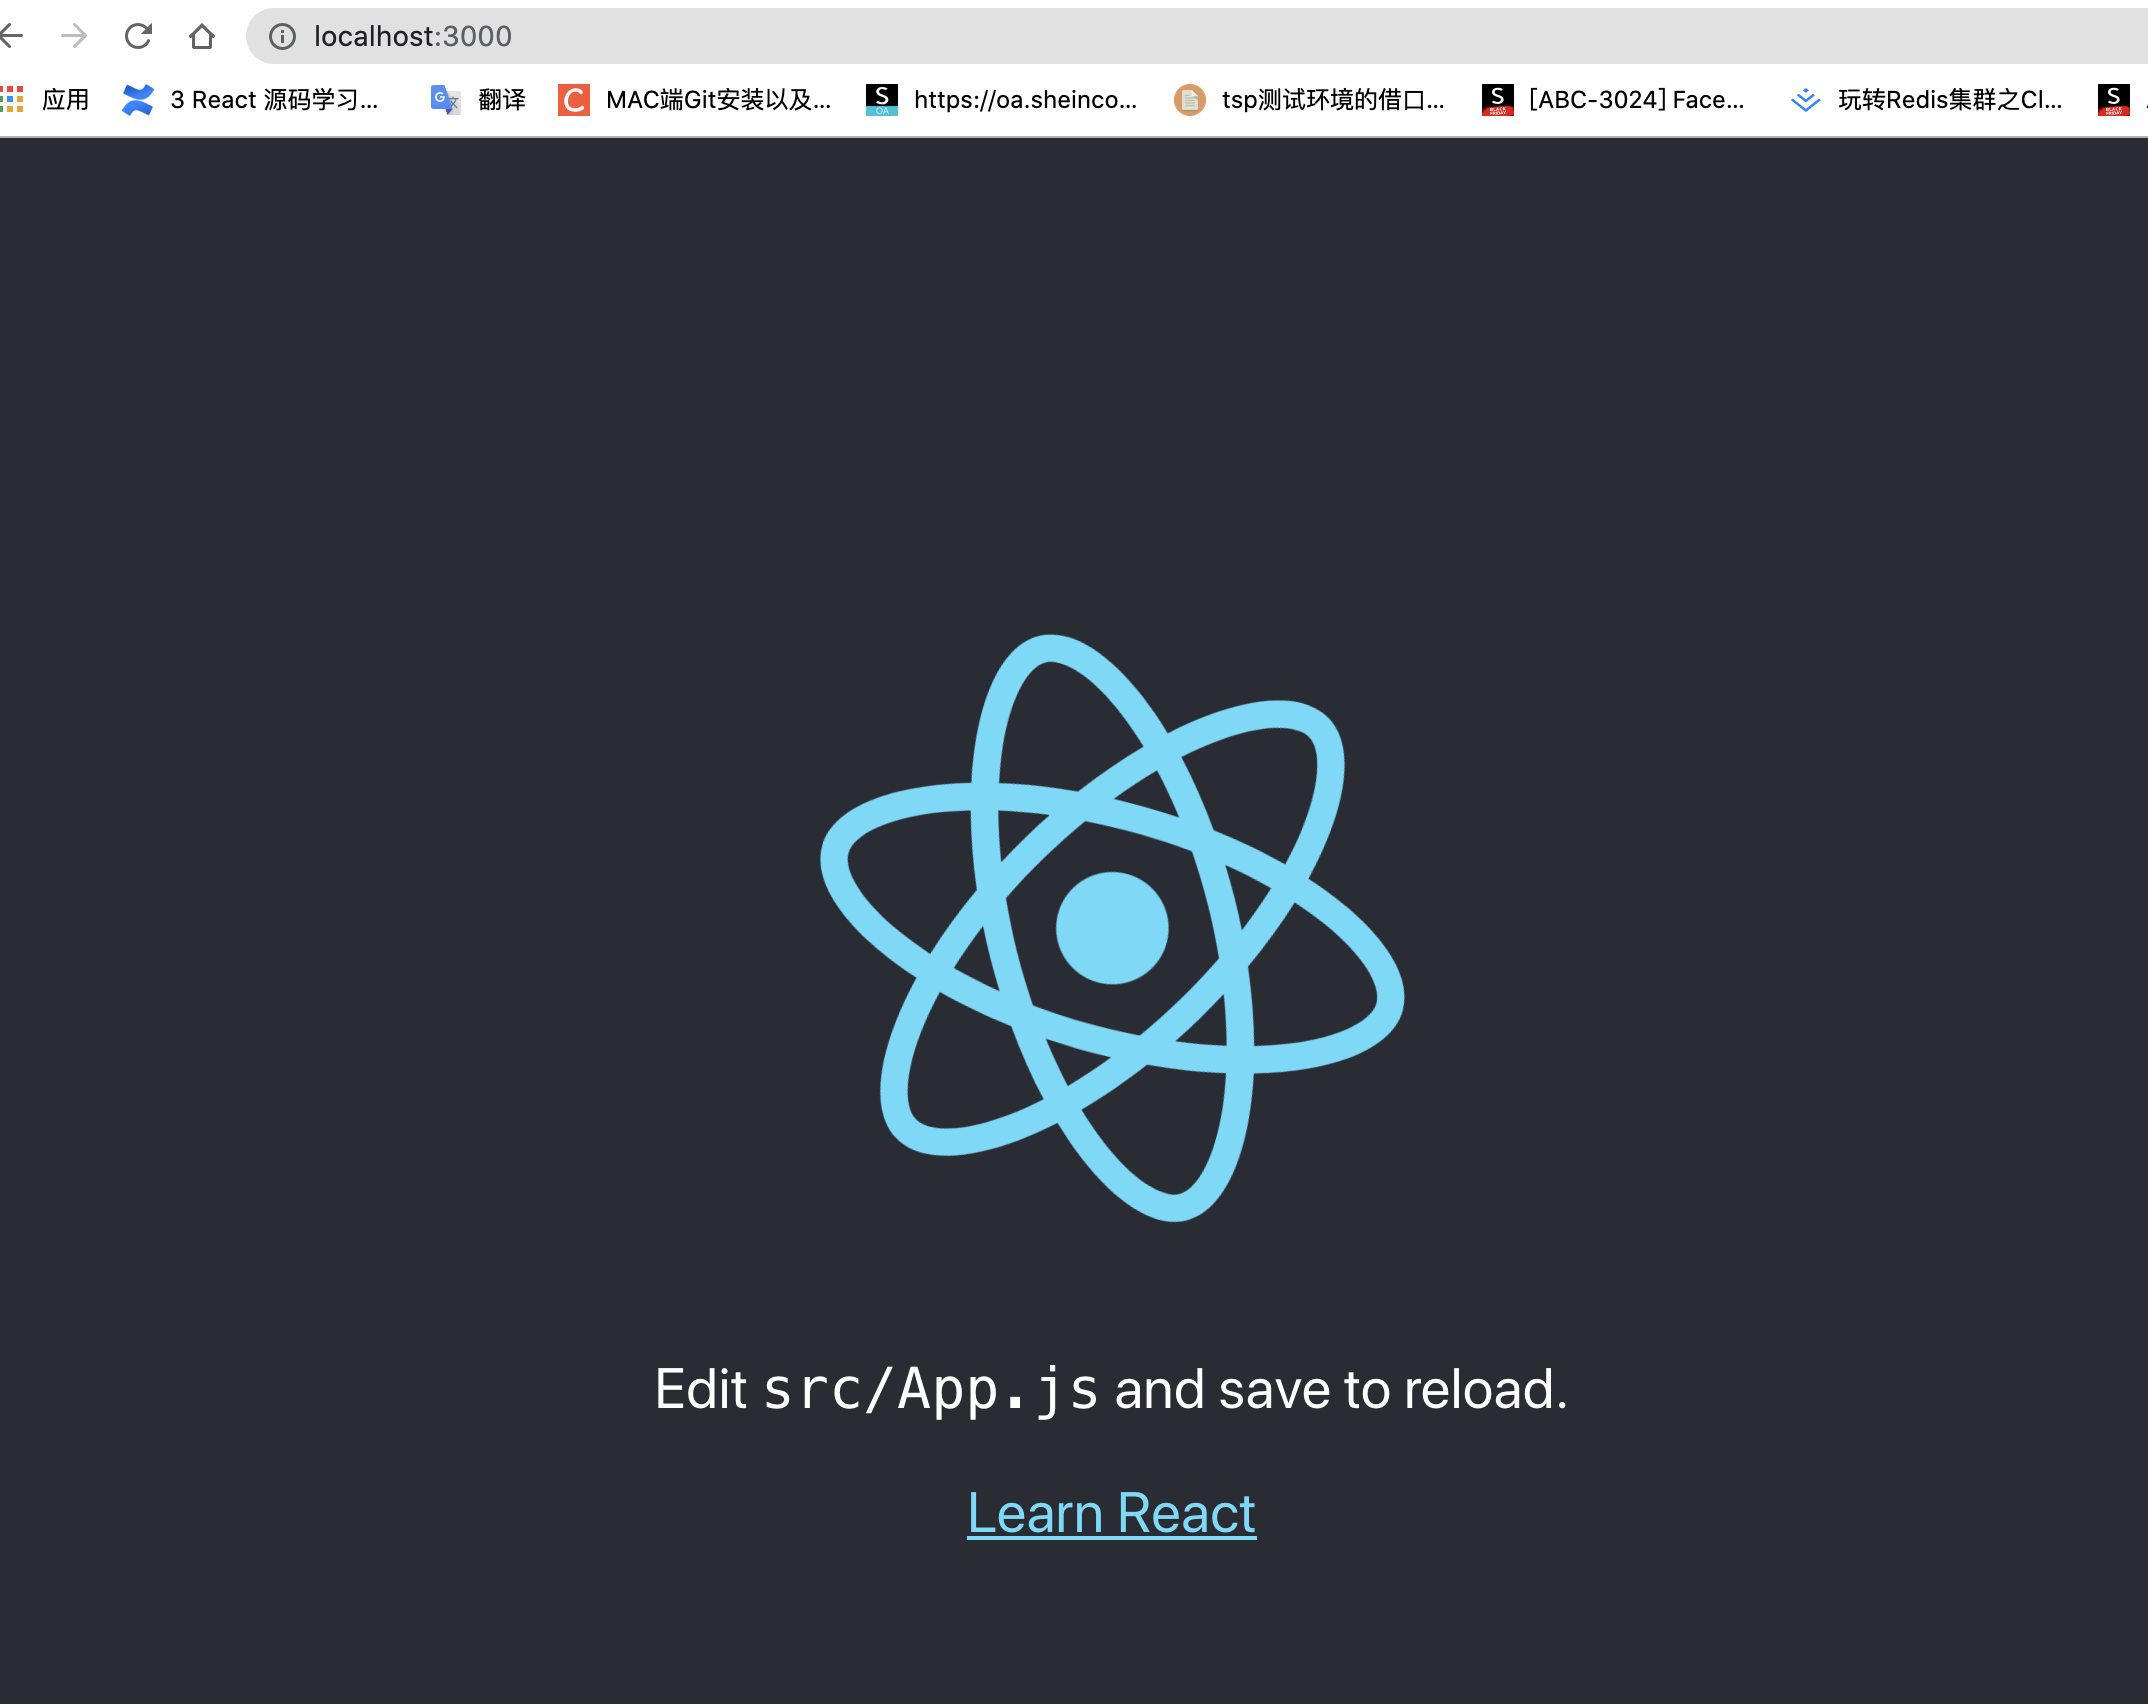 localhost:3000
应用 3 React 源码学习... 翻译 MAC端Git安装以及... https://oa.sheinco... tsp测试环境的借口... [ABC-3024] Face... 玩转Redis集群之Cl...
Edit src/App.js and save to reload.
Learn React